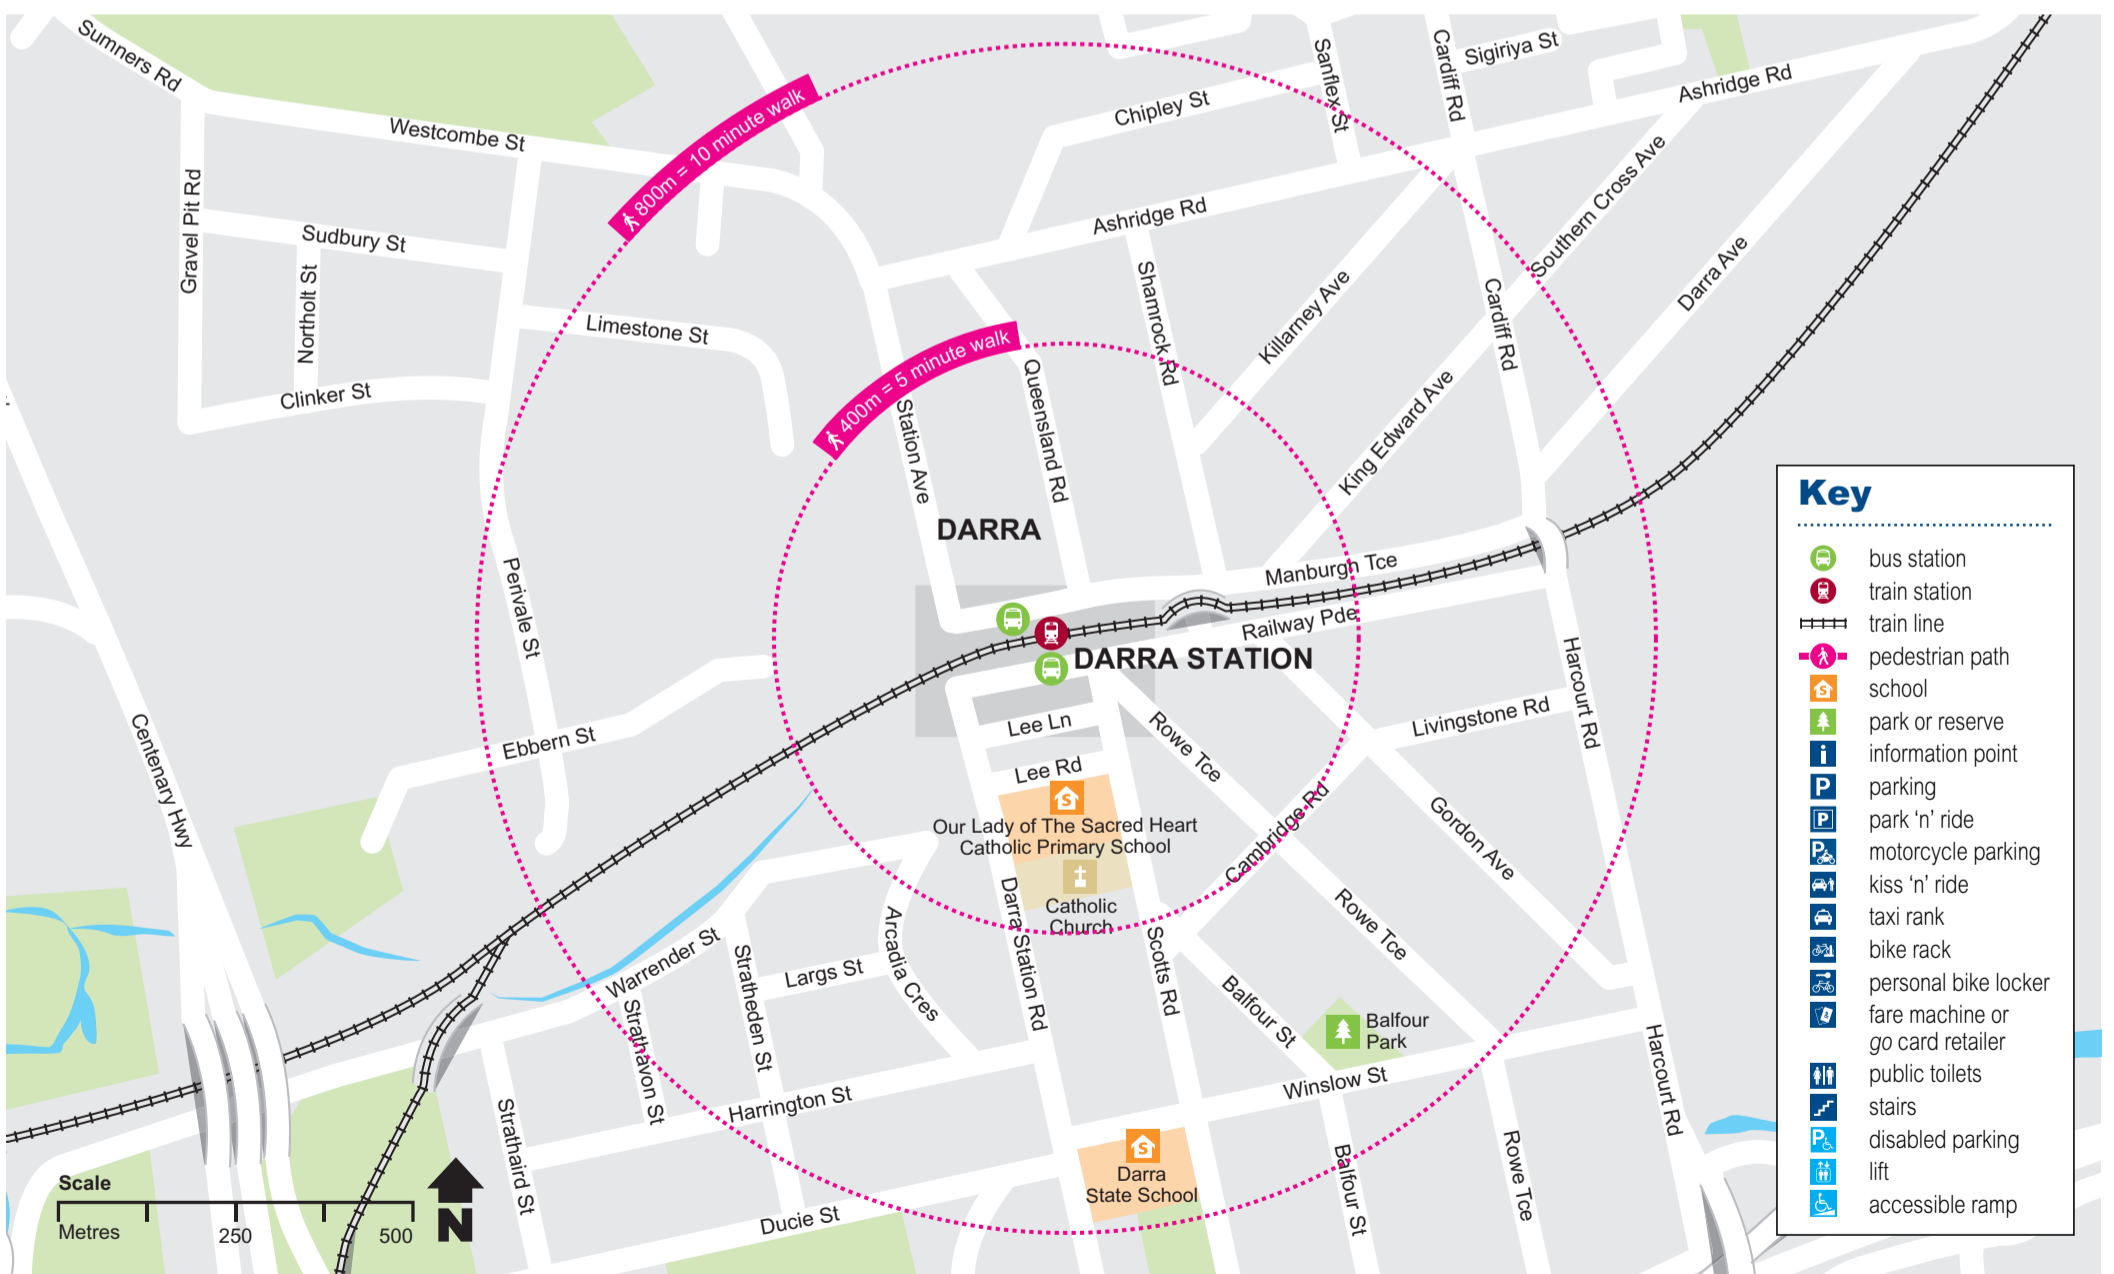 Sumners Rd
Westcombe St
800m = 10 minute walk
Sanflex St
Cardiff Rd
Sigiriya St
Ashridge Rd
Chipley St
Gravel Pit Rd
Sudbury St
Northolt St
Clinker St
Limestone St
Ashridge Rd
Shamrock Rd
Killarney Ave
Southern Cross Ave
Darra Ave
Cardiff Rd
King Edward Ave
400m = 5 minute walk
Station Ave
Queensland Rd
DARRA
Manburgh Tce
Railway Pde
DARRA STATION
Perivale St
Ebbern St
Centenary Hwy
Lee Ln
Lee Rd
Rowe Tce
Livingstone Rd
Harcourt Rd
Our Lady of The Sacred Heart
Catholic Primary School
Cambridge Rd
Gordon Ave
Catholic
Church
Darra Station Rd
Scotts Rd
Rowe Tce
Arcadia Cres
Warrender St
Stratheden St
Largs St
Strathavon St
Balfour St
Balfour
Park
Winslow St
Harcourt Rd
Harrington St
Strathaird St
Darra
State School
Balfour St
Rowe Tce
Ducie St
Scale
Metres
250
500
N
Key
bus station
train station
train line
pedestrian path
S school
park or reserve
i information point
P parking
P park ‘n’ ride
P motorcycle parking
kiss ‘n’ ride
taxi rank
bike rack
personal bike locker
fare machine or
go card retailer
public toilets
stairs
P disabled parking
lift
accessible ramp